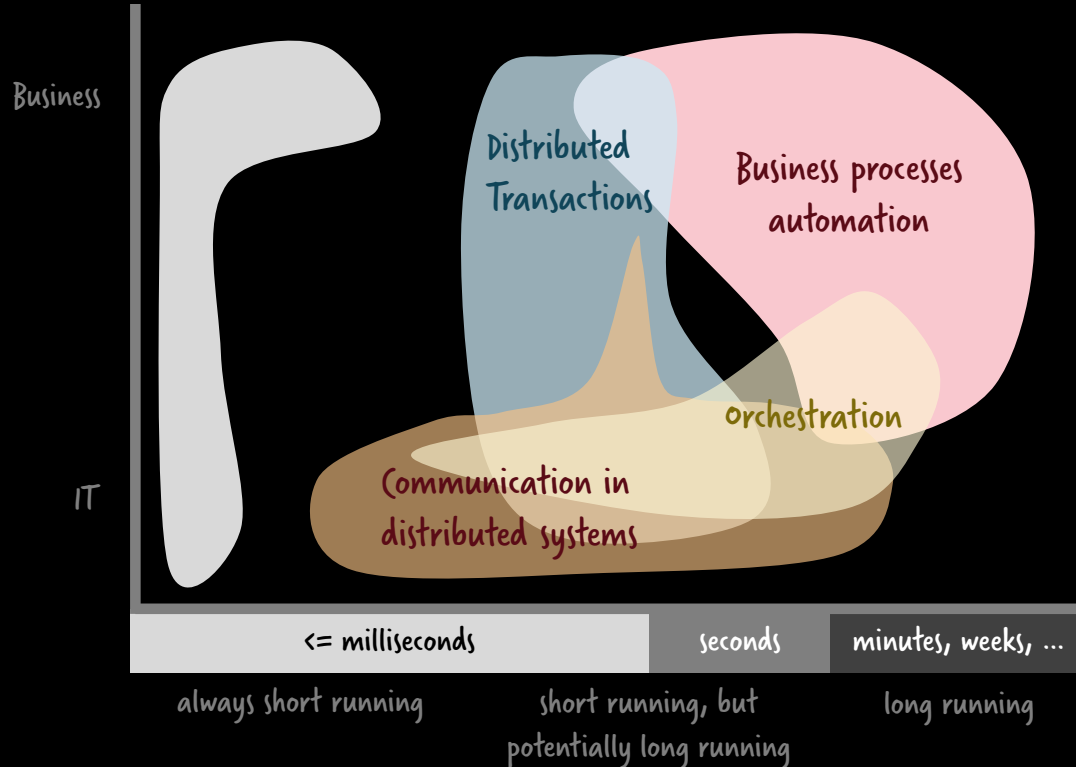 Business
Distributed
Transactions
Business processes
automation
Orchestration
Communication in
distributed systems
IT
<= milliseconds
seconds
minutes, weeks, ...
always short running
short running, but
potentially long running
long running